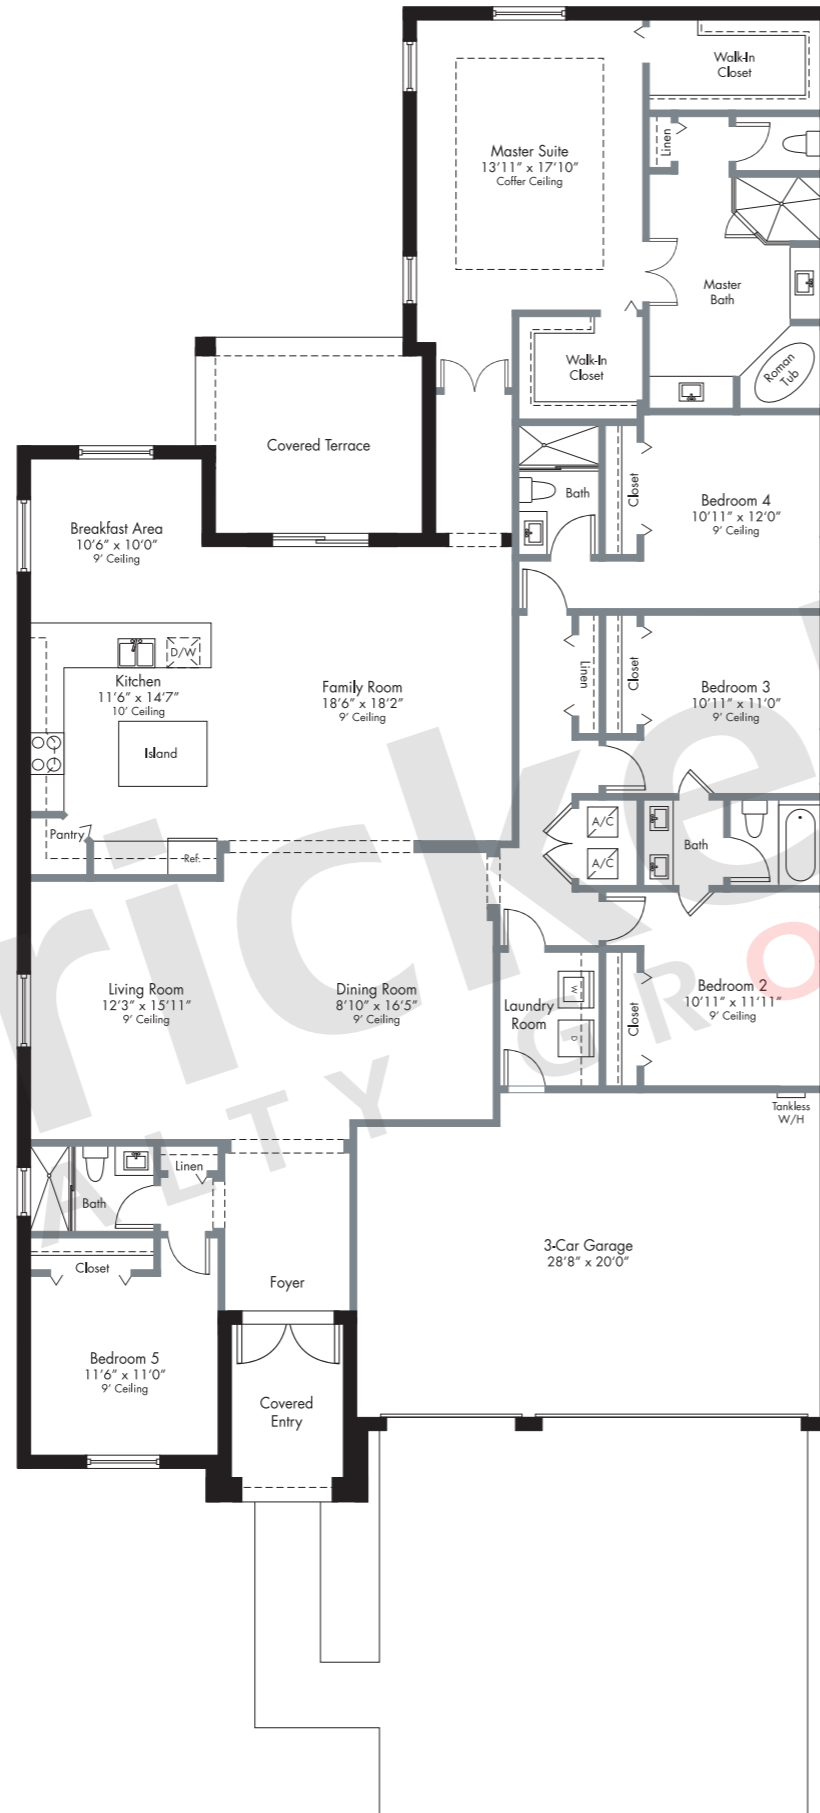 Walk-In
Closet
Linen
Master Suite
13'11" x 17'10"
Coffer Ceiling
Master
Bath
Walk-In
Closet
Roman
Tub
Covered Terrace
Bath
Closet
Bedroom 4
10'11" x 12'0"
9' Ceiling
Breakfast Area
10'6" x 10'0"
9' Ceiling
D/W
Kitchen
11'6" x 14'7"
10' Ceiling
Island
Family Room
18'6" x 18'2"
9' Ceiling
Linen
Closet
Bedroom 3
10'11" x 11'0"
9' Ceiling
Pantry
Ref.
A/C
A/C
Bath
Living Room
12'3" x 15'11"
9' Ceiling
Dining Room
8'10" x 16'5"
9' Ceiling
Laundry
Room
W
D
Closet
Bedroom 2
10'11" x 11'11"
9' Ceiling
Tankless
W/H
Linen
Bath
Closet
Foyer
3-Car Garage
28'8" x 20'0"
Bedroom 5
11'6" x 11'0"
9' Ceiling
Covered
Entry
ricke
ALTY GRO